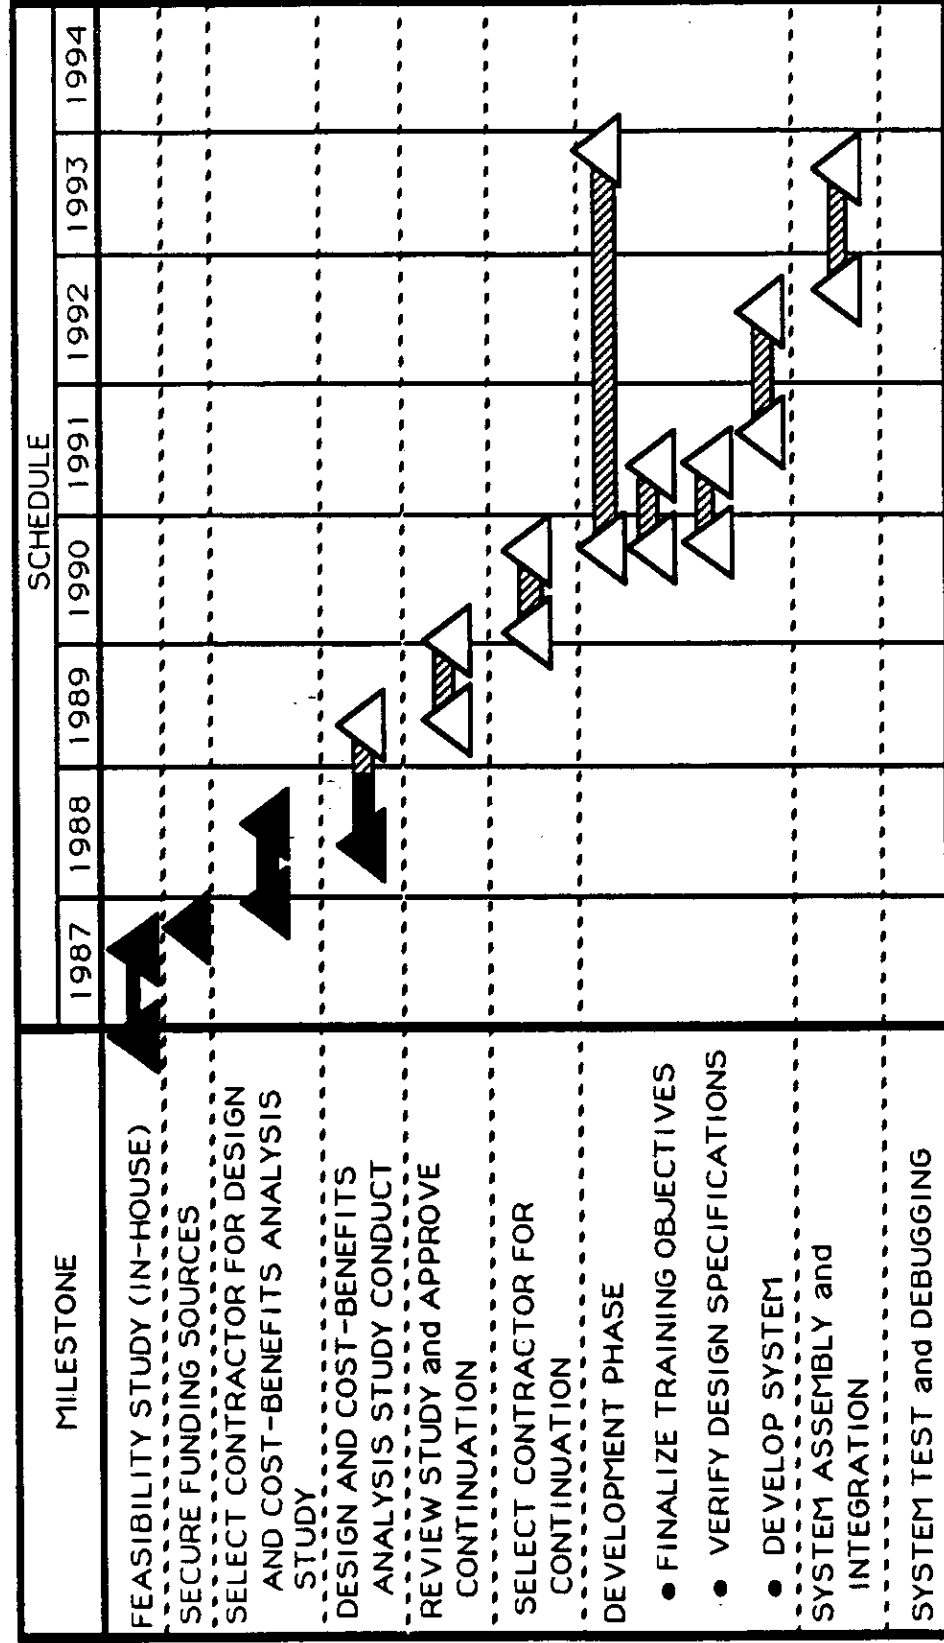 MILESTONE
SCHEDULE
1987 1988 1989 1990 1991 1992 1993 1994
FEASIBILITY STUDY (IN-HOUSE)
SECURE FUNDING SOURCES
SELECT CONTRACTOR FOR DESIGN
AND COST-BENEFITS ANALYSIS
STUDY
DESIGN AND COST-BENEFITS
ANALYSIS STUDY CONDUCT
REVIEW STUDY and APPROVE
CONTINUATION
SELECT CONTRACTOR FOR
CONTINUATION
DEVELOPMENT PHASE
• FINALIZE TRAINING OBJECTIVES
• VERIFY DESIGN SPECIFICATIONS
• DEVELOP SYSTEM
SYSTEM ASSEMBLY and
INTEGRATION
SYSTEM TEST and DEBUGGING